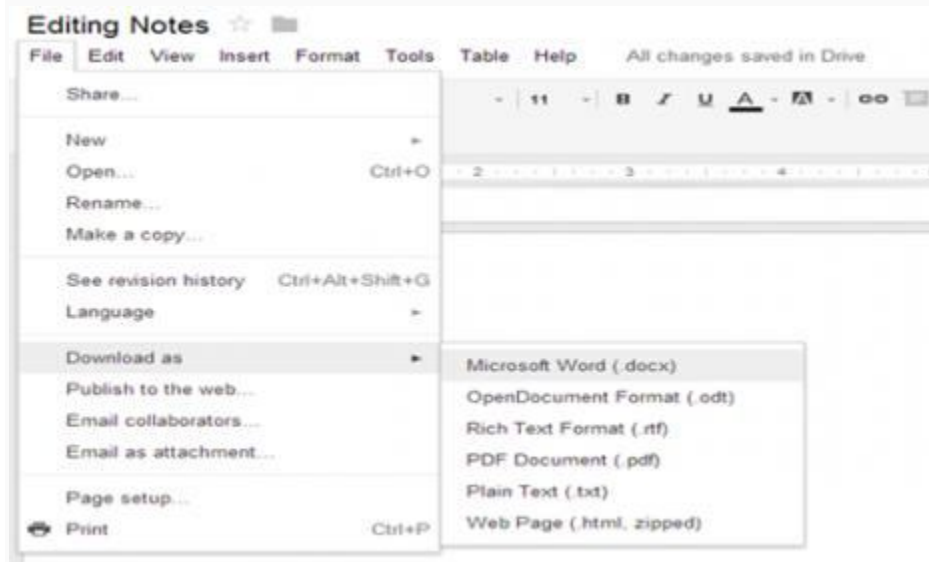 Editing Notes
File Edit View Insert Format Tools Table Help All changes saved in Drive
Share...
11 B I U A A
New
Open... Ctrl+O
2 3 4
Rename...
Make a copy...
See revision history Ctrl+Alt+Shift+G
Language
Download as
Microsoft Word (.docx)
Publish to the web...
OpenDocument Format (.odt)
Email collaborators...
Rich Text Format (.rtf)
Email as attachment...
PDF Document (.pdf)
Plain Text (.txt)
Page setup...
Web Page (.html, zipped)
Print Ctrl+P